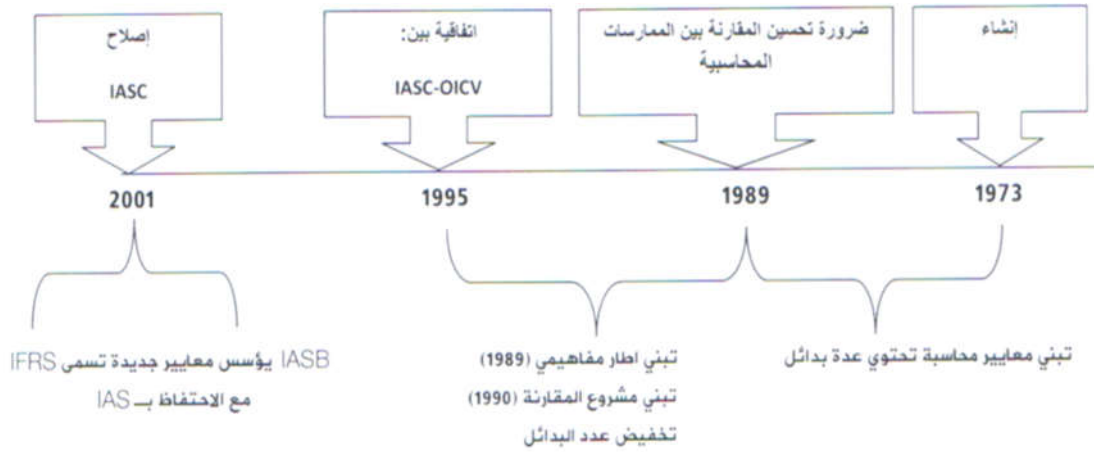 إنشاء
ضرورة تحسين المقارنة بين الممارسات
المحاسبية
اتفاقية بين:
IASC-OICV
إصلاح
IASC
1973
1989
1995
2001
تبني معايير محاسبة تحتوي عدة بدائل
تبني اطار مفاهيمي (1989)
تبني مشروع المقارنة (1990)
تخفيض عدد البدائل
IASB يؤسس معايير جديدة تسمى IFRS
مع الاحتفاظ بـ IAS